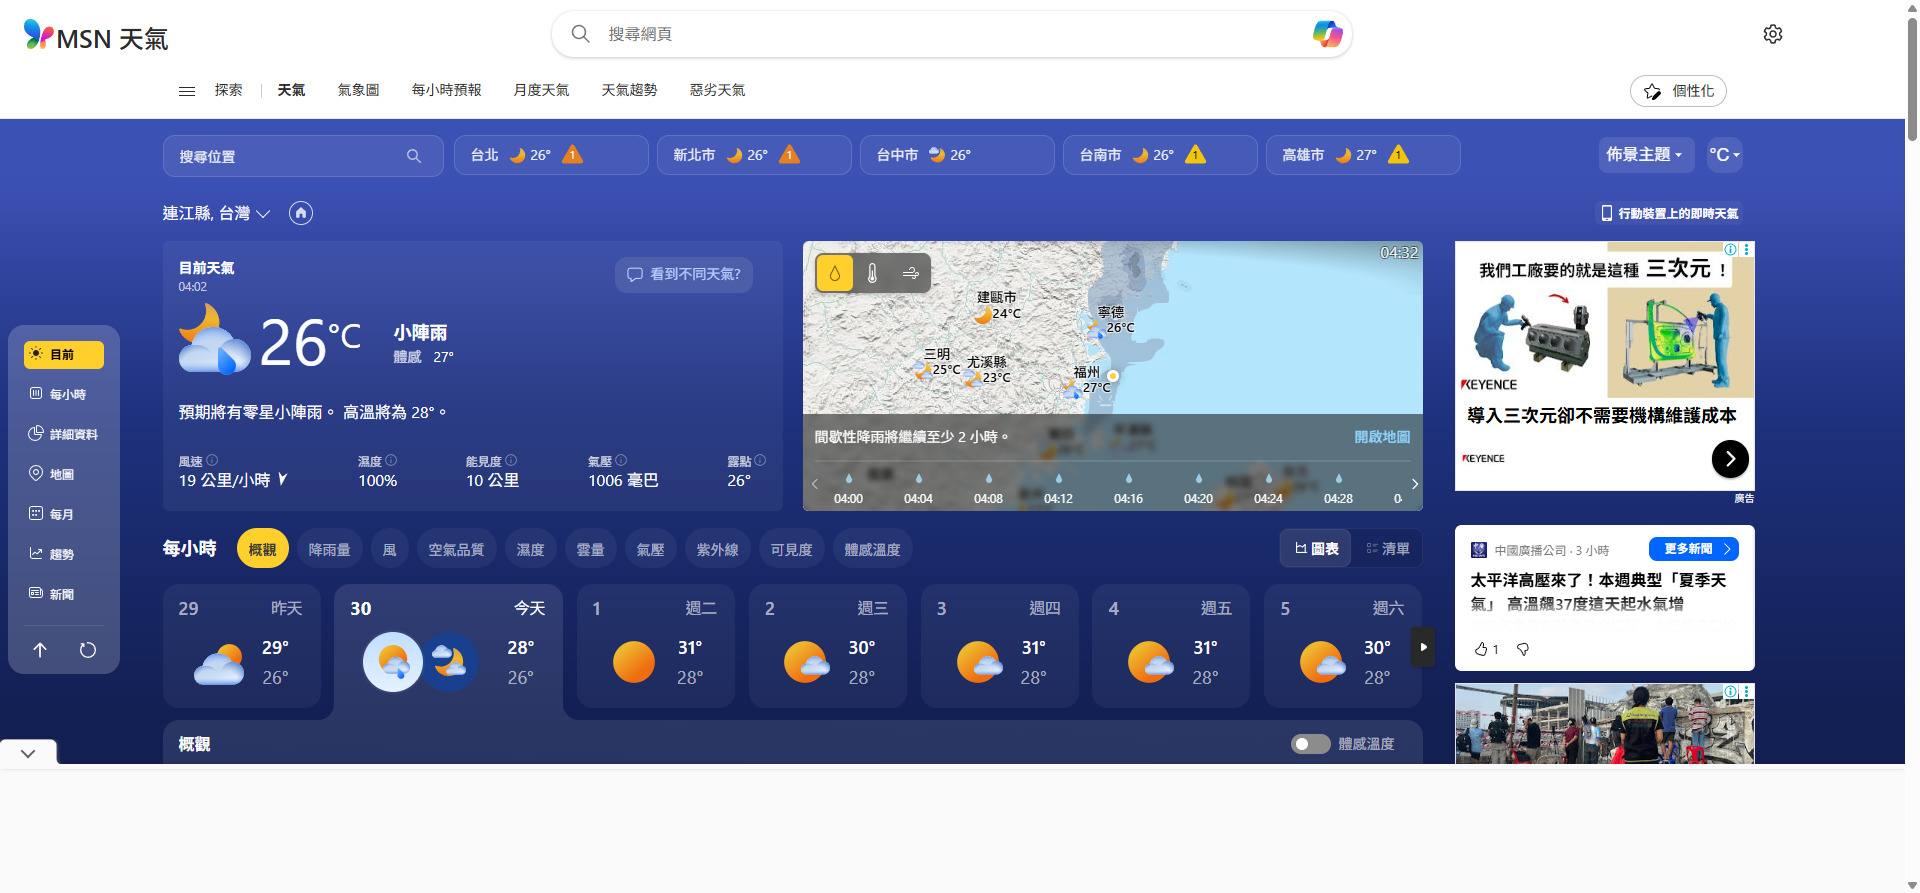 MSN 天氣
搜尋網頁
探索
天氣
氣象圖
每小時預報
月度天氣
天氣趨勢
惡劣天氣
個性化
搜尋位置
台北 26° 1
新北市 26° 1
台中市 26°
台南市 26° 1
高雄市 27° 1
佈景主題
°C
連江縣, 台灣
行動裝置上的即時天氣
目前天氣
04:02
看到不同天氣?
26°C
小陣雨
體感 27°
預期將有零星小陣雨。 高溫將為 28°。
風速
19 公里/小時
濕度
100%
能見度
10 公里
氣壓
1006 毫巴
露點
26°
04:32
建甌市
24°C
寧德
26°C
三明
25°C
尤溪縣
23°C
福州
27°C
間歇性降雨將繼續至少 2 小時。
開啟地圖
04:00
04:04
04:08
04:12
04:16
04:20
04:24
04:28
我們工廠要的就是這種 三次元！
KEYENCE
導入三次元卻不需要機構維護成本
KEYENCE
廣告
目前
每小時
詳細資料
地圖
每月
趨勢
新聞
每小時
概觀
降雨量
風
空氣品質
濕度
雲量
氣壓
紫外線
可見度
體感溫度
圖表
清單
29 昨天
29°
26°
30 今天
28°
26°
1 週二
31°
28°
2 週三
30°
28°
3 週四
31°
28°
4 週五
31°
28°
5 週六
30°
28°
概觀
體感溫度
中國廣播公司 · 3 小時
更多新聞
太平洋高壓來了！本週典型「夏季天
氣」 高溫飆37度這天起水氣增
1